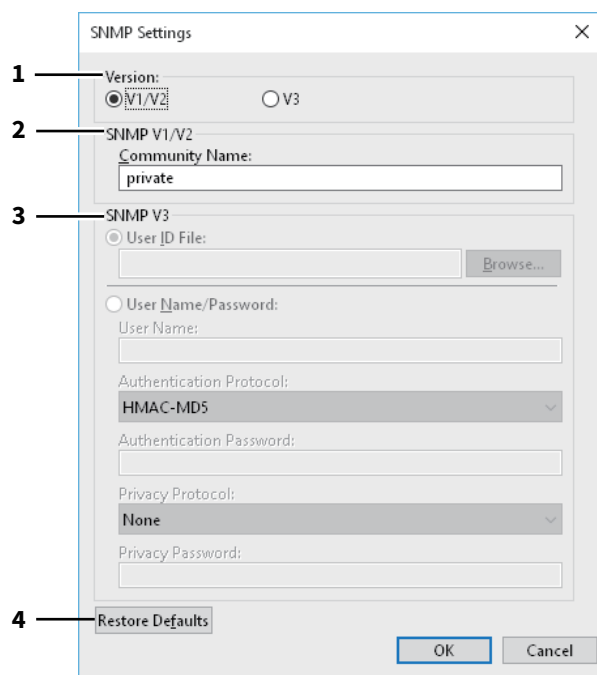 SNMP Settings
1
Version:
V1/V2 V3
2
SNMP V1/V2
Community Name:
private
3
SNMP V3
User ID File:
Browse...
User Name/Password:
User Name:
Authentication Protocol:
HMAC-MD5
Authentication Password:
Privacy Protocol:
None
Privacy Password:
4
Restore Defaults
OK Cancel